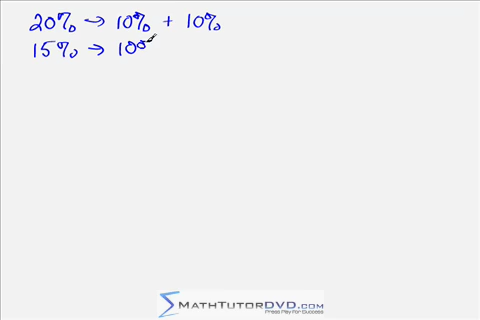 20% → 10% + 10%
15% → 10%
MATHTUTORDVD.COM
Press Play For Success